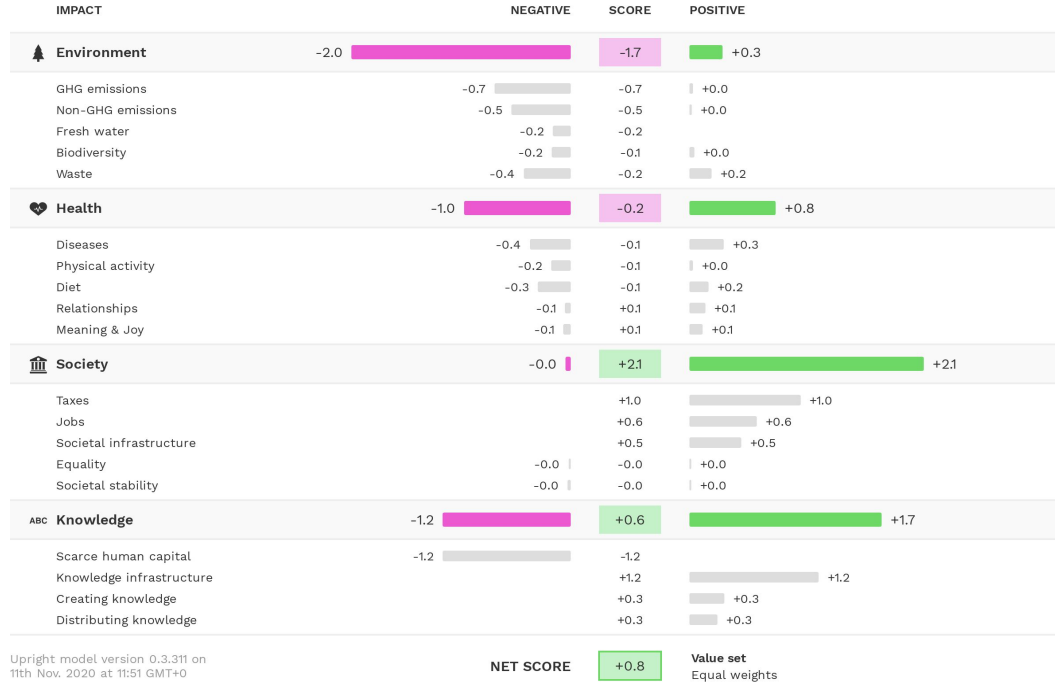 IMPACT NEGATIVE SCORE POSITIVE
Environment -2.0 -1.7 +0.3
GHG emissions -0.7 -0.7 +0.0
Non-GHG emissions -0.5 -0.5 +0.0
Fresh water -0.2 -0.2
Biodiversity -0.2 -0.1 +0.0
Waste -0.4 -0.2 +0.2
Health -1.0 -0.2 +0.8
Diseases -0.4 -0.1 +0.3
Physical activity -0.2 -0.1 +0.0
Diet -0.3 -0.1 +0.2
Relationships -0.1 +0.1 +0.1
Meaning & Joy -0.1 +0.1 +0.1
Society -0.0 +2.1 +2.1
Taxes +1.0 +1.0
Jobs +0.6 +0.6
Societal infrastructure +0.5 +0.5
Equality -0.0 -0.0 +0.0
Societal stability -0.0 -0.0 +0.0
ABC Knowledge -1.2 +0.6 +1.7
Scarce human capital -1.2 -1.2
Knowledge infrastructure +1.2 +1.2
Creating knowledge +0.3 +0.3
Distributing knowledge +0.3 +0.3
Upright model version 0.3.311 on
11th Nov. 2020 at 11:51 GMT+0
NET SCORE +0.8
Value set
Equal weights